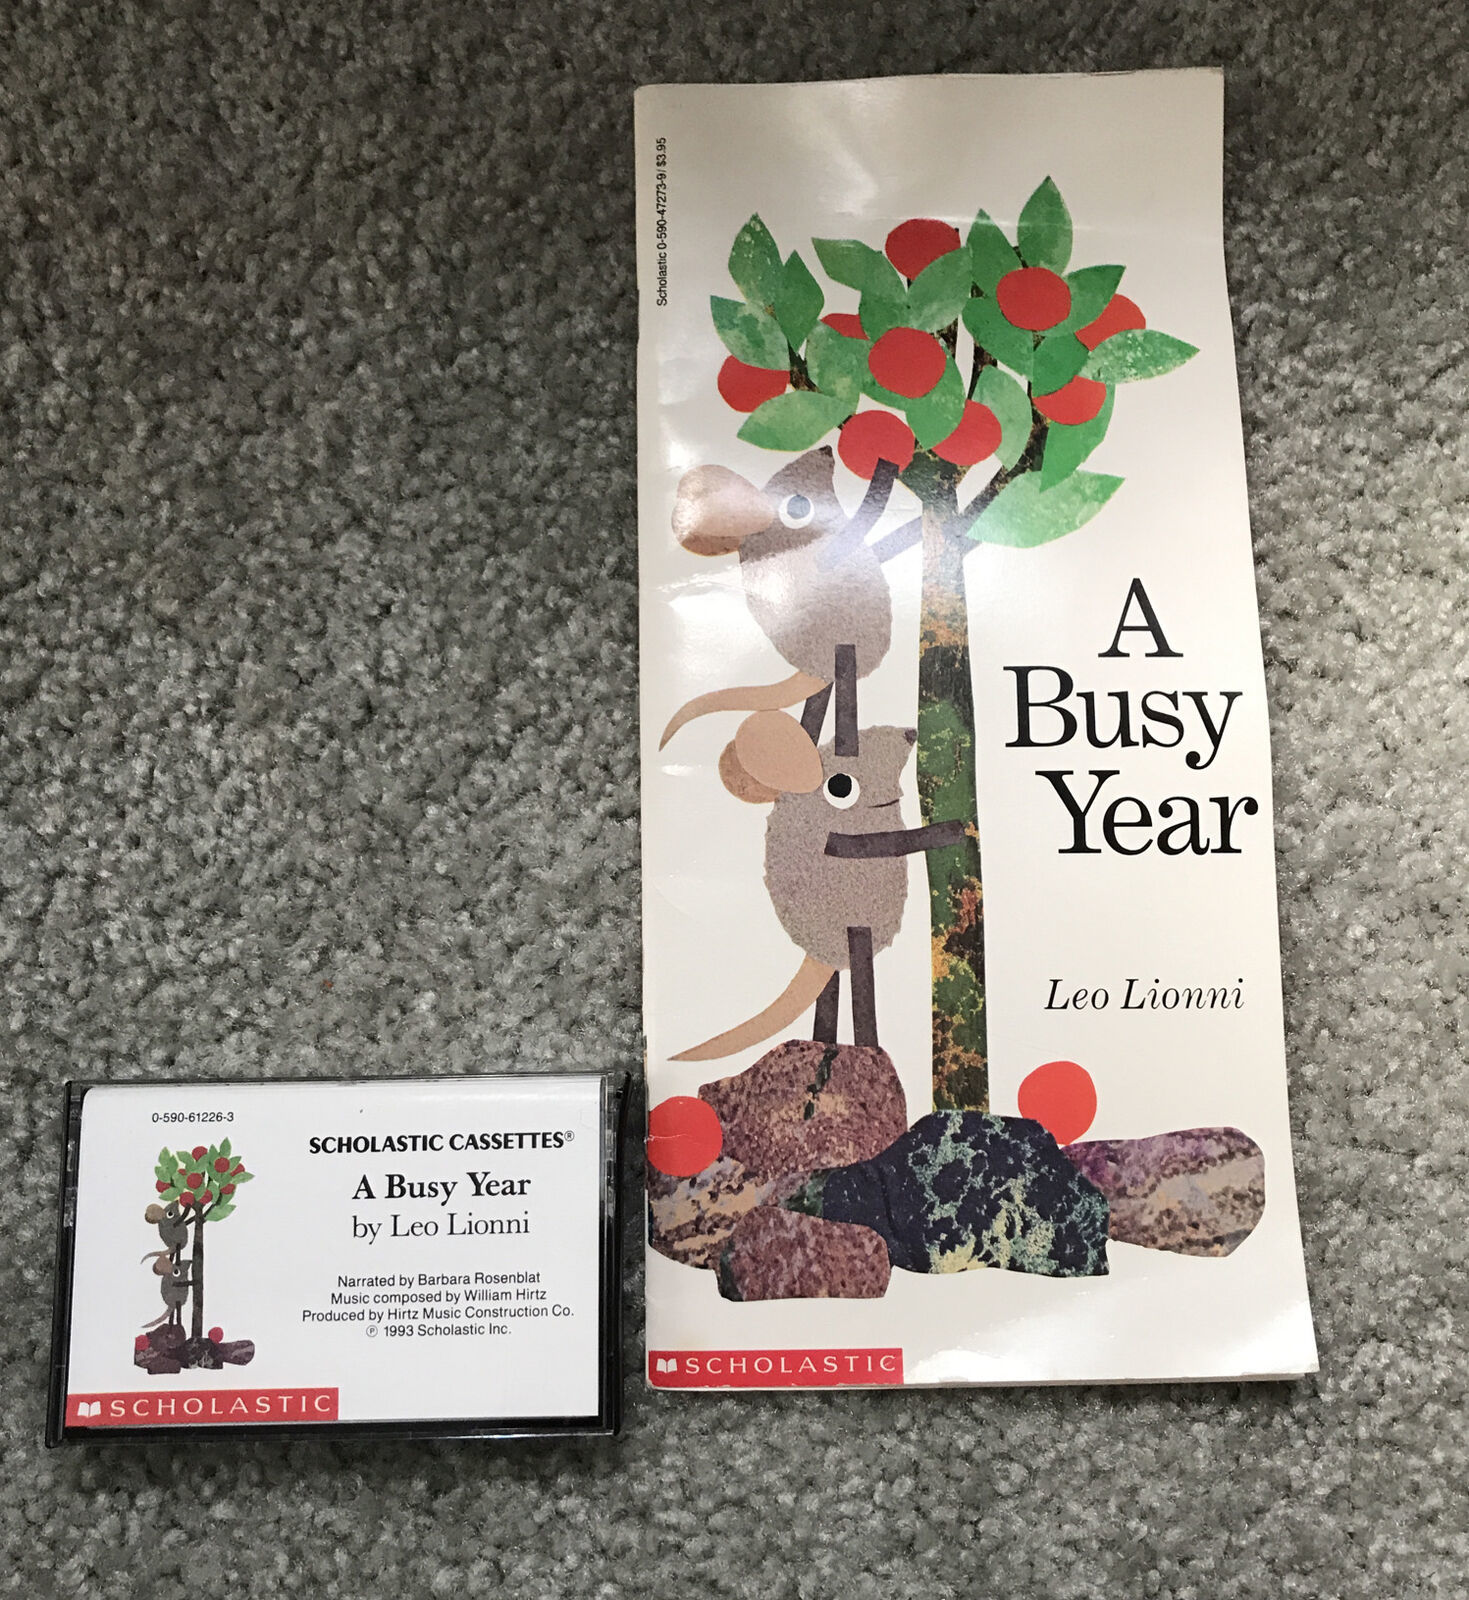 Scholastic 0-590-47273-9 / $3.95
A
Busy
Year
Leo Lionni
SCHOLASTIC
0-590-61226-3
SCHOLASTIC CASSETTES®
A Busy Year
by Leo Lionni
Narrated by Barbara Rosenblat
Music composed by William Hirtz
Produced by Hirtz Music Construction Co.
℗ 1993 Scholastic Inc.
SCHOLASTIC